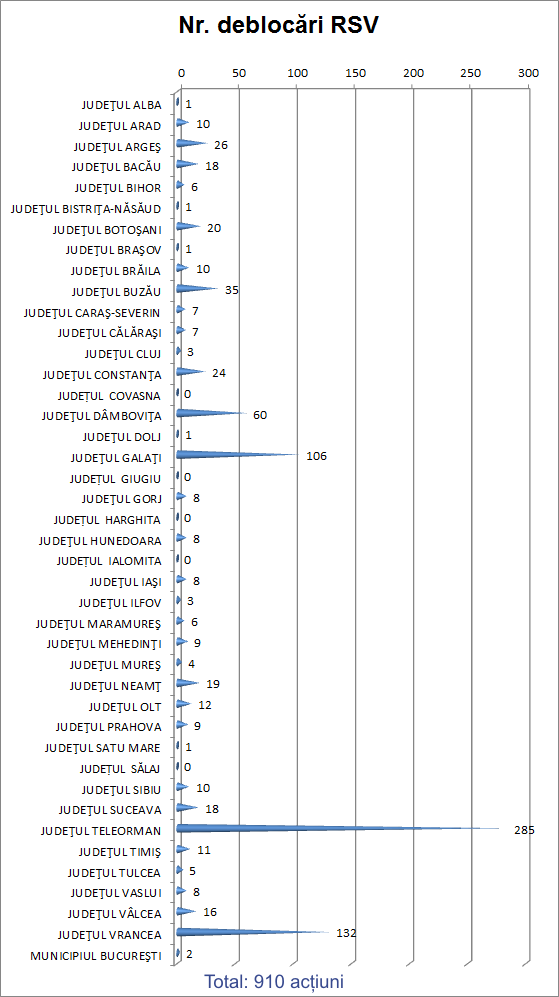 Nr. deblocări RSV
0 50 100 150 200 250 300
JUDEŢUL ALBA 1
JUDEŢUL ARAD 10
JUDEŢUL ARGEŞ 26
JUDEŢUL BACĂU 18
JUDEŢUL BIHOR 6
JUDEŢUL BISTRIŢA-NĂSĂUD 1
JUDEŢUL BOTOŞANI 20
JUDEŢUL BRAŞOV 1
JUDEŢUL BRĂILA 10
JUDEŢUL BUZĂU 35
JUDEŢUL CARAŞ-SEVERIN 7
JUDEŢUL CĂLĂRAŞI 7
JUDEŢUL CLUJ 3
JUDEŢUL CONSTANŢA 24
JUDEȚUL COVASNA 0
JUDEŢUL DÂMBOVIŢA 60
JUDEŢUL DOLJ 1
JUDEŢUL GALAŢI 106
JUDEȚUL GIUGIU 0
JUDEŢUL GORJ 8
JUDEȚUL HARGHITA 0
JUDEŢUL HUNEDOARA 8
JUDEȚUL IALOMITA 0
JUDEŢUL IAŞI 8
JUDEŢUL ILFOV 3
JUDEŢUL MARAMUREŞ 6
JUDEŢUL MEHEDINŢI 9
JUDEŢUL MUREŞ 4
JUDEŢUL NEAMŢ 19
JUDEŢUL OLT 12
JUDEŢUL PRAHOVA 9
JUDEŢUL SATU MARE 1
JUDEȚUL SĂLAJ 0
JUDEŢUL SIBIU 10
JUDEŢUL SUCEAVA 18
JUDEŢUL TELEORMAN 285
JUDEŢUL TIMIŞ 11
JUDEŢUL TULCEA 5
JUDEŢUL VASLUI 8
JUDEŢUL VÂLCEA 16
JUDEŢUL VRANCEA 132
MUNICIPIUL BUCUREŞTI 2
Total: 910 acțiuni